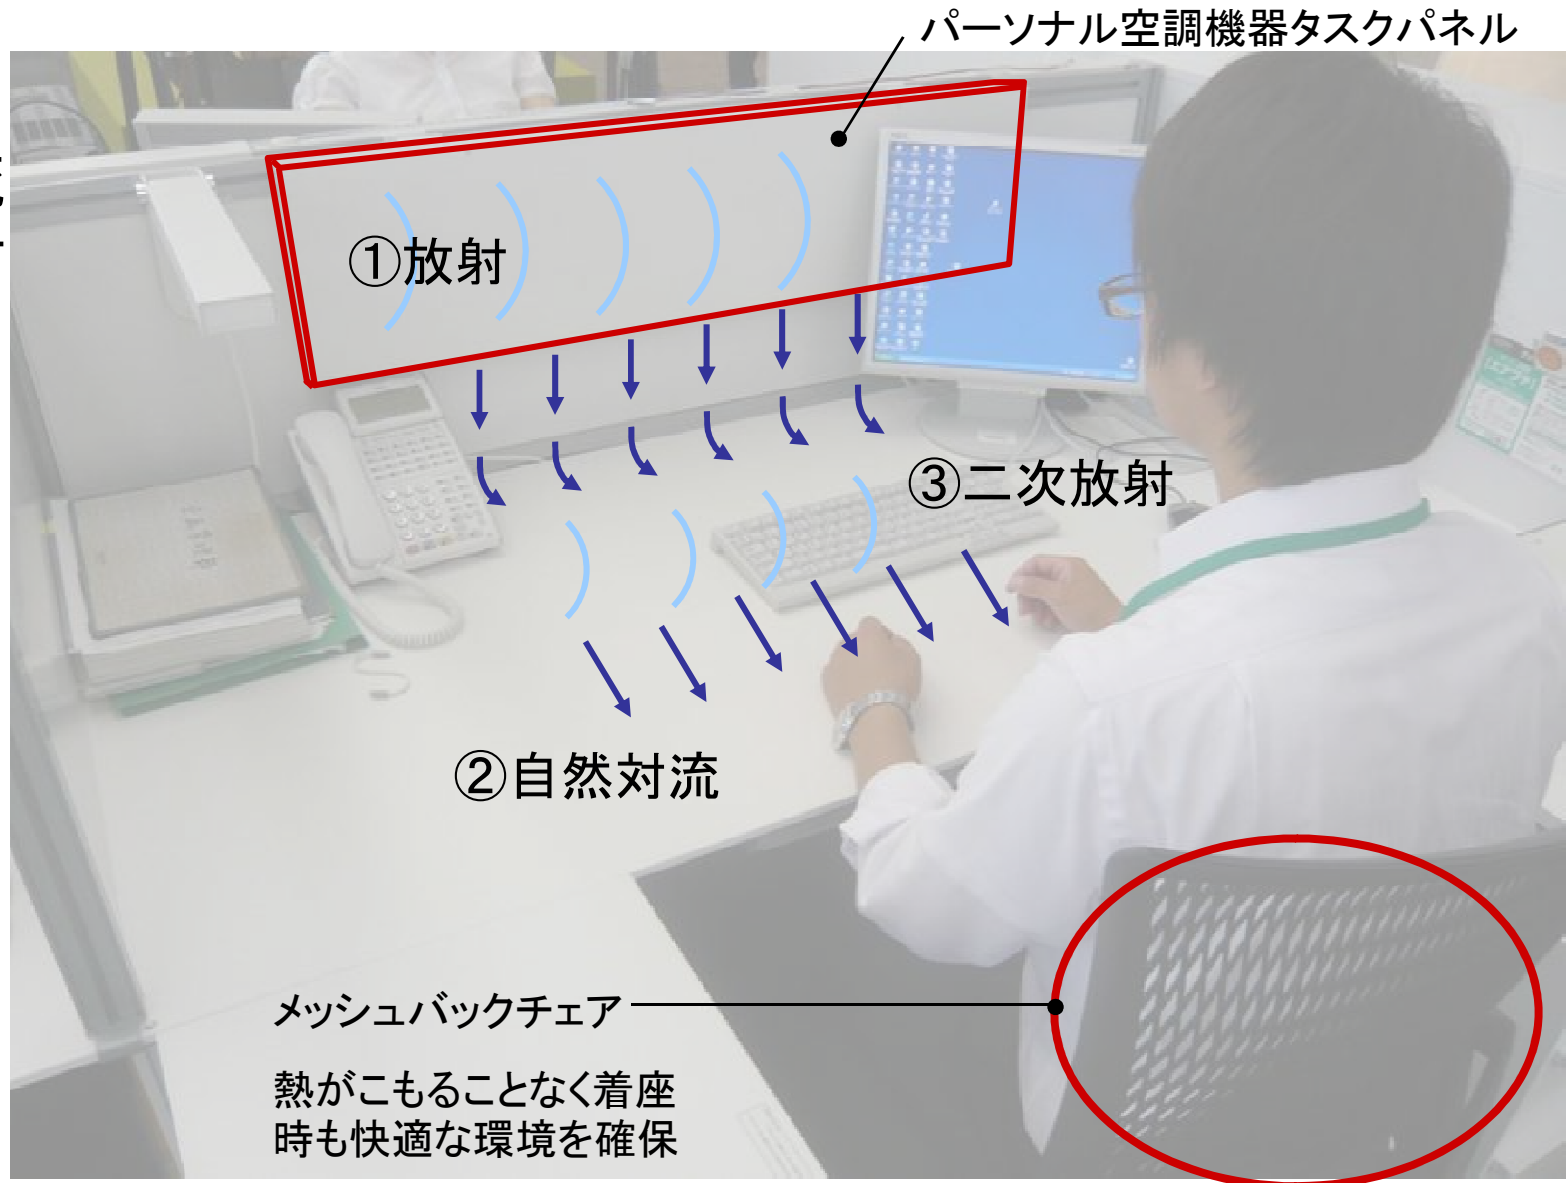 パーソナル空調機器タスクパネル
①放射
③二次放射
②自然対流
メッシュバックチェア
熱がこもることなく着座
時も快適な環境を確保